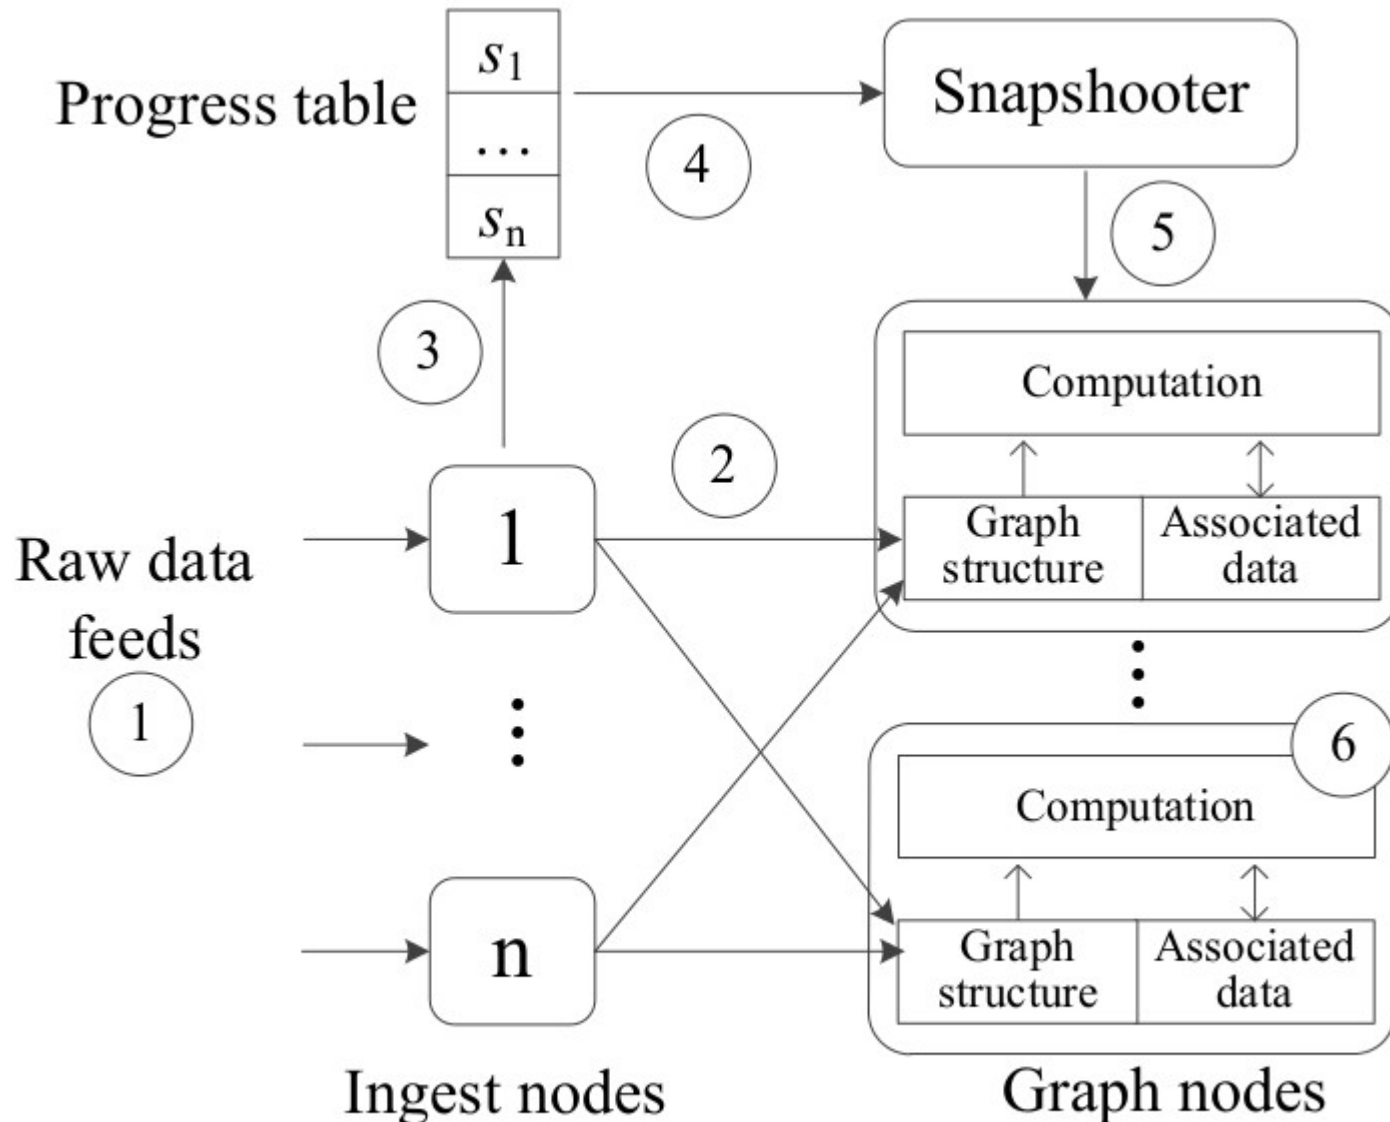 s1
Progress table
...
sn
Snapshooter
4
5
3
Computation
2
1
Graph
structure
Associated
data
Raw data
feeds
1
6
Computation
n
Graph
structure
Associated
data
Ingest nodes
Graph nodes